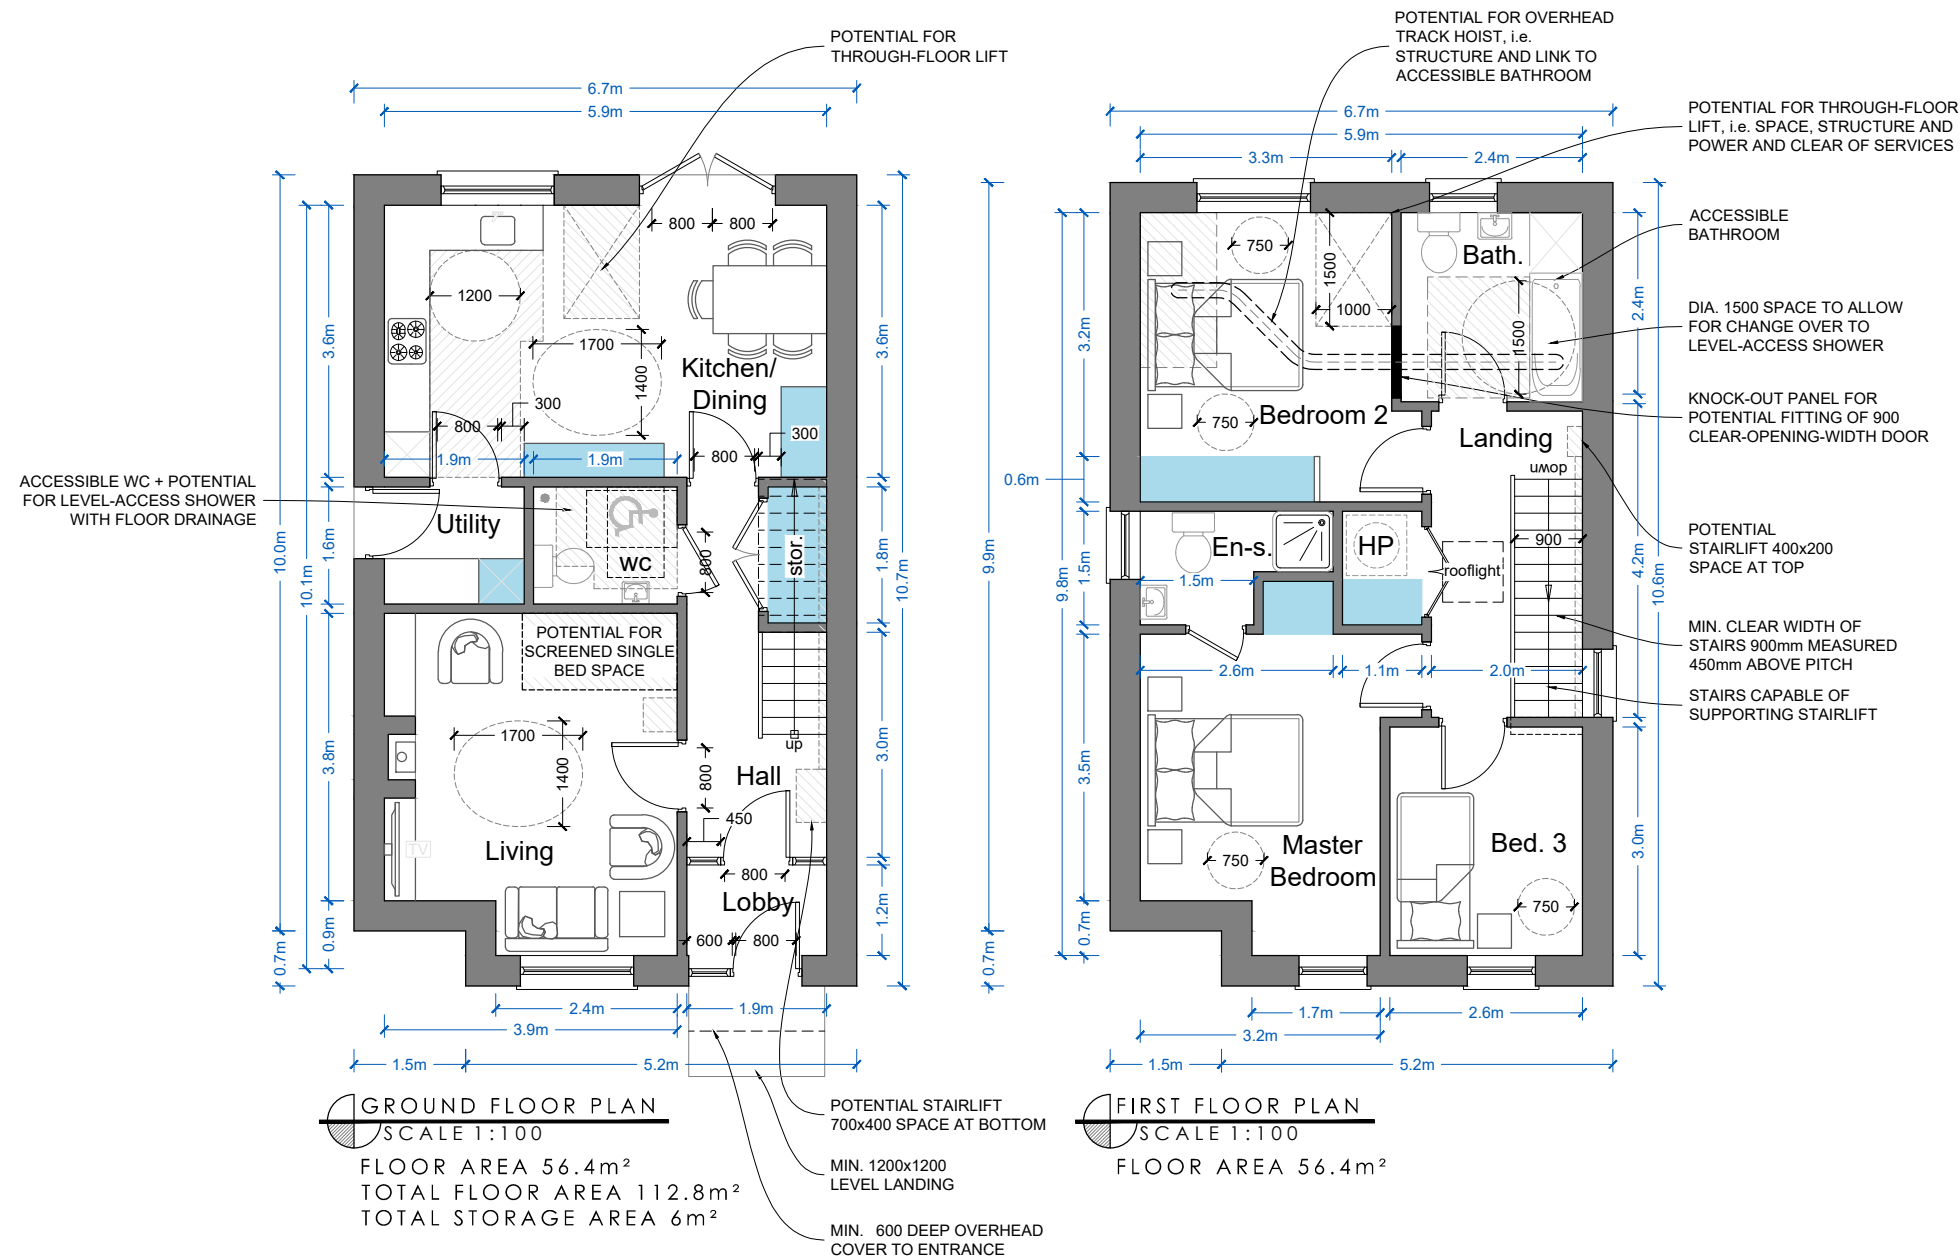 POTENTIAL FOR
THROUGH-FLOOR LIFT
6.7m
5.9m
800
800
1200
1700
1400
3.6m
3.6m
Kitchen/
Dining
300
800
300
800
1.9m
1.9m
ACCESSIBLE WC + POTENTIAL
FOR LEVEL-ACCESS SHOWER
WITH FLOOR DRAINAGE
Utility
WC
800
stor.
1.6m
1.8m
10.0m
10.1m
10.7m
POTENTIAL FOR
SCREENED SINGLE
BED SPACE
1700
1400
3.8m
3.0m
up
Hall
800
450
TV
Living
800
Lobby
600
800
1.2m
0.9m
0.7m
2.4m
1.9m
3.9m
1.5m
5.2m
GROUND FLOOR PLAN
SCALE 1:100
FLOOR AREA 56.4m²
TOTAL FLOOR AREA 112.8m²
TOTAL STORAGE AREA 6m²
POTENTIAL STAIRLIFT
700x400 SPACE AT BOTTOM
MIN. 1200x1200
LEVEL LANDING
MIN. 600 DEEP OVERHEAD
COVER TO ENTRANCE
POTENTIAL FOR OVERHEAD
TRACK HOIST, i.e.
STRUCTURE AND LINK TO
ACCESSIBLE BATHROOM
6.7m
5.9m
3.3m
2.4m
POTENTIAL FOR THROUGH-FLOOR
LIFT, i.e. SPACE, STRUCTURE AND
POWER AND CLEAR OF SERVICES
ACCESSIBLE
BATHROOM
DIA. 1500 SPACE TO ALLOW
FOR CHANGE OVER TO
LEVEL-ACCESS SHOWER
KNOCK-OUT PANEL FOR
POTENTIAL FITTING OF 900
CLEAR-OPENING-WIDTH DOOR
POTENTIAL
STAIRLIFT 400x200
SPACE AT TOP
MIN. CLEAR WIDTH OF
STAIRS 900mm MEASURED
450mm ABOVE PITCH
STAIRS CAPABLE OF
SUPPORTING STAIRLIFT
750
1500
1000
Bath.
1500
2.4m
3.2m
750
Bedroom 2
Landing
down
0.6m
En-s.
HP
rooflight
900
1.5m
1.5m
4.2m
4.2m
9.9m
9.8m
10.6m
2.6m
1.1m
2.0m
3.5m
750
Master
Bedroom
Bed. 3
750
3.0m
0.7m
0.7m
1.7m
2.6m
3.2m
1.5m
5.2m
FIRST FLOOR PLAN
SCALE 1:100
FLOOR AREA 56.4m²